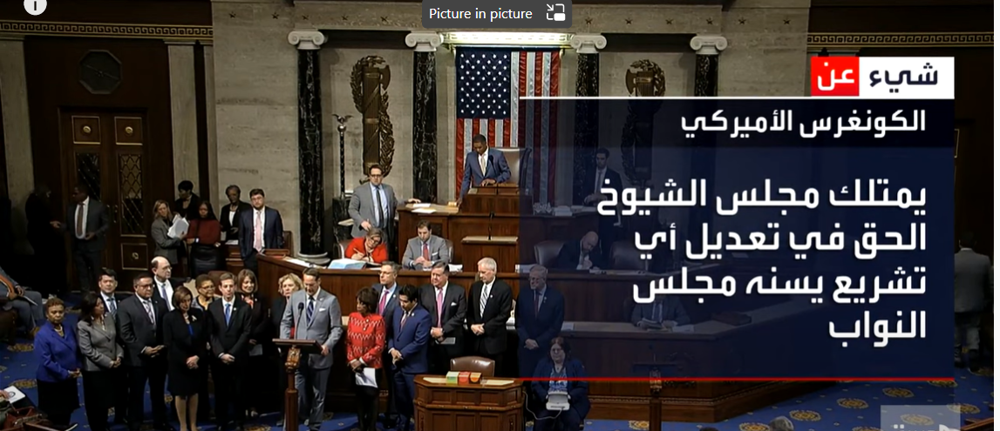 Picture in picture
شيء عن
الكونغرس الأميركي
يمتلك مجلس الشيوخ
الحق في تعديل أي
تشريع يسنه مجلس
النواب